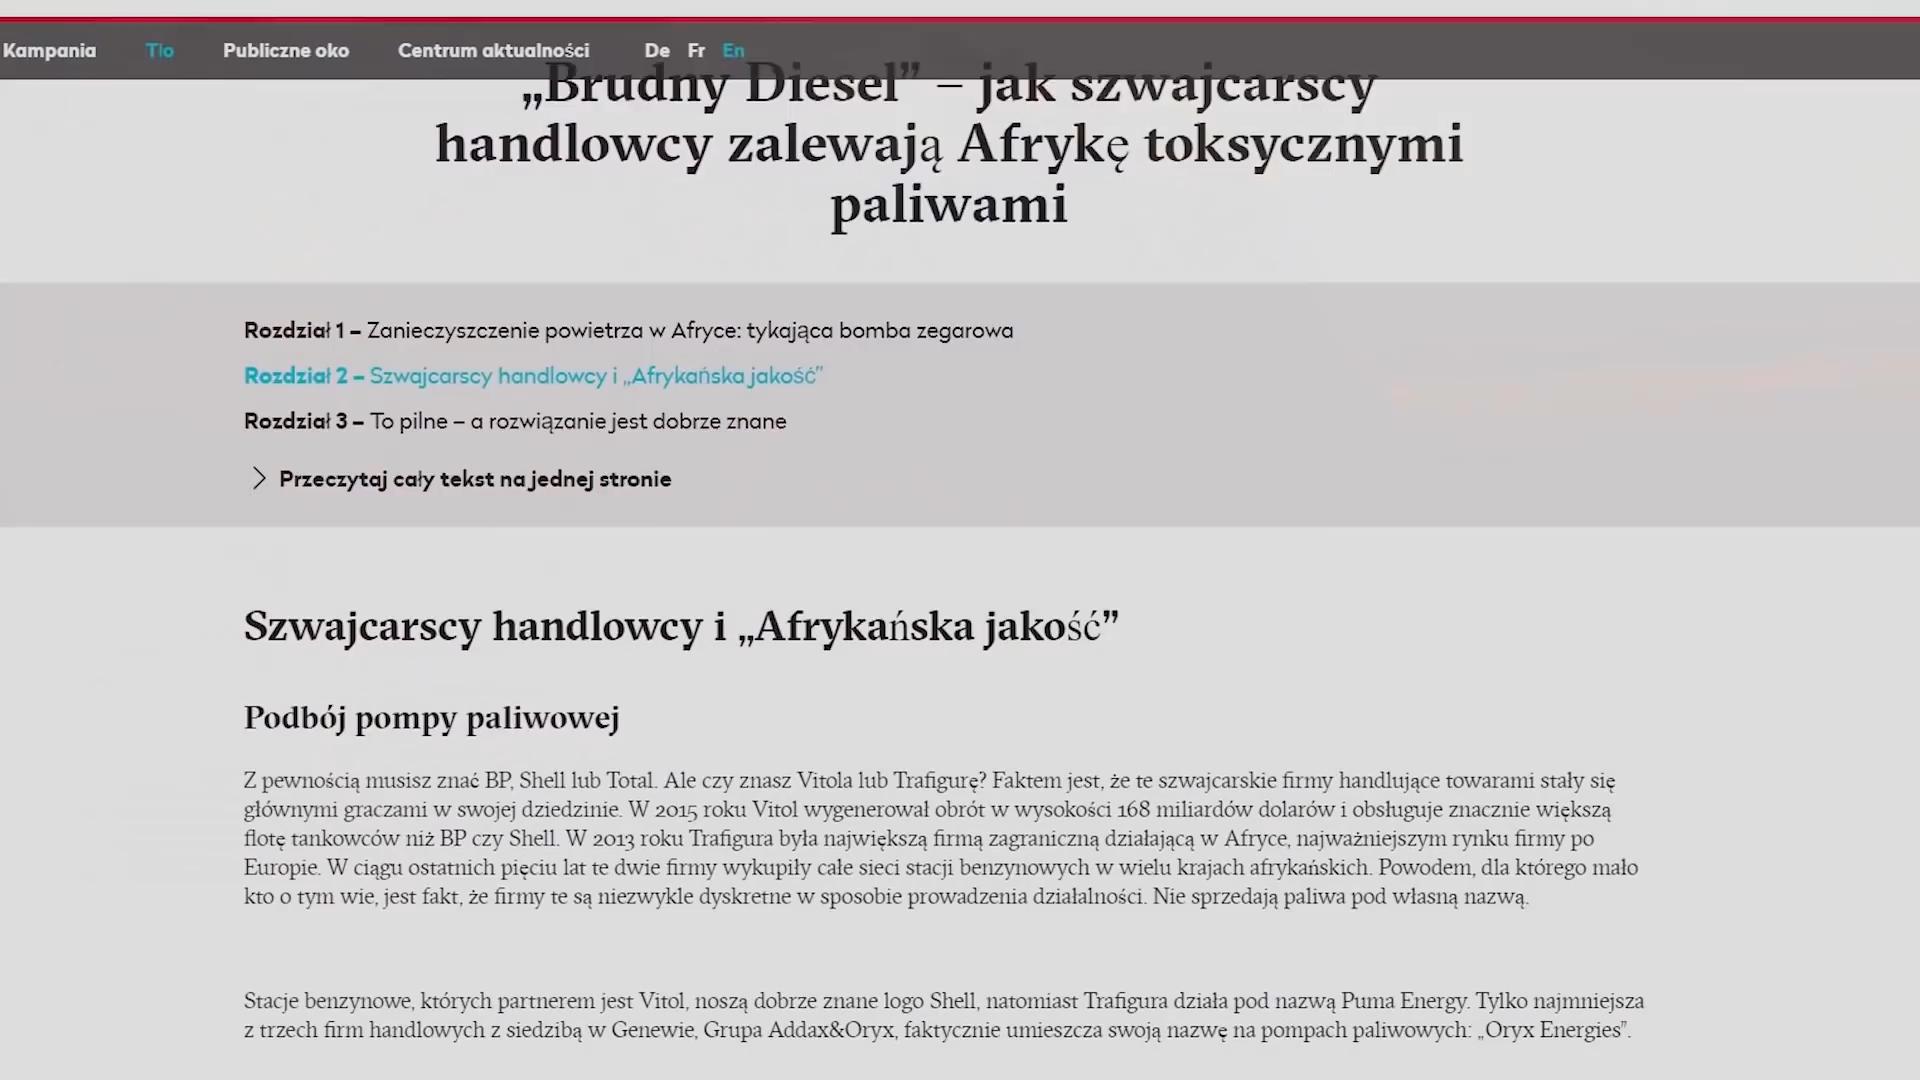 Kampania Tło Publiczne oko Centrum aktualności De Fr En
„Brudny Diesel” – jak szwajcarscy
handlowcy zalewają Afrykę toksycznymi
paliwami
Rozdział 1 – Zanieczyszczenie powietrza w Afryce: tykająca bomba zegarowa
Rozdział 2 – Szwajcarscy handlowcy i „Afrykańska jakość”
Rozdział 3 – To pilne – a rozwiązanie jest dobrze znane
Przeczytaj cały tekst na jednej stronie
Szwajcarscy handlowcy i „Afrykańska jakość”
Podbój pompy paliwowej
Z pewnością musisz znać BP, Shell lub Total. Ale czy znasz Vitola lub Trafigurę? Faktem jest, że te szwajcarskie firmy handlujące towarami stały się
głównymi graczami w swojej dziedzinie. W 2015 roku Vitol wygenerował obrót w wysokości 168 miliardów dolarów i obsługuje znacznie większą
flotę tankowców niż BP czy Shell. W 2013 roku Trafigura była największą firmą zagraniczną działającą w Afryce, najważniejszym rynku firmy po
Europie. W ciągu ostatnich pięciu lat te dwie firmy wykupiły całe sieci stacji benzynowych w wielu krajach afrykańskich. Powodem, dla którego mało
kto o tym wie, jest fakt, że firmy te są niezwykle dyskretne w sposobie prowadzenia działalności. Nie sprzedają paliwa pod własną nazwą.
Stacje benzynowe, których partnerem jest Vitol, noszą dobrze znane logo Shell, natomiast Trafigura działa pod nazwą Puma Energy. Tylko najmniejsza
z trzech firm handlowych z siedzibą w Genewie, Grupa Addax&Oryx, faktycznie umieszcza swoją nazwę na pompach paliwowych: „Oryx Energies”.